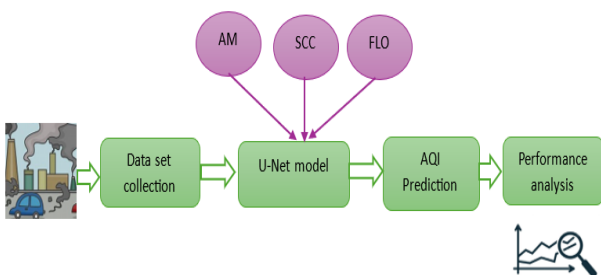 AM
SCC
FLO
Data set
collection
U-Net model
AQI
Prediction
Performance
analysis